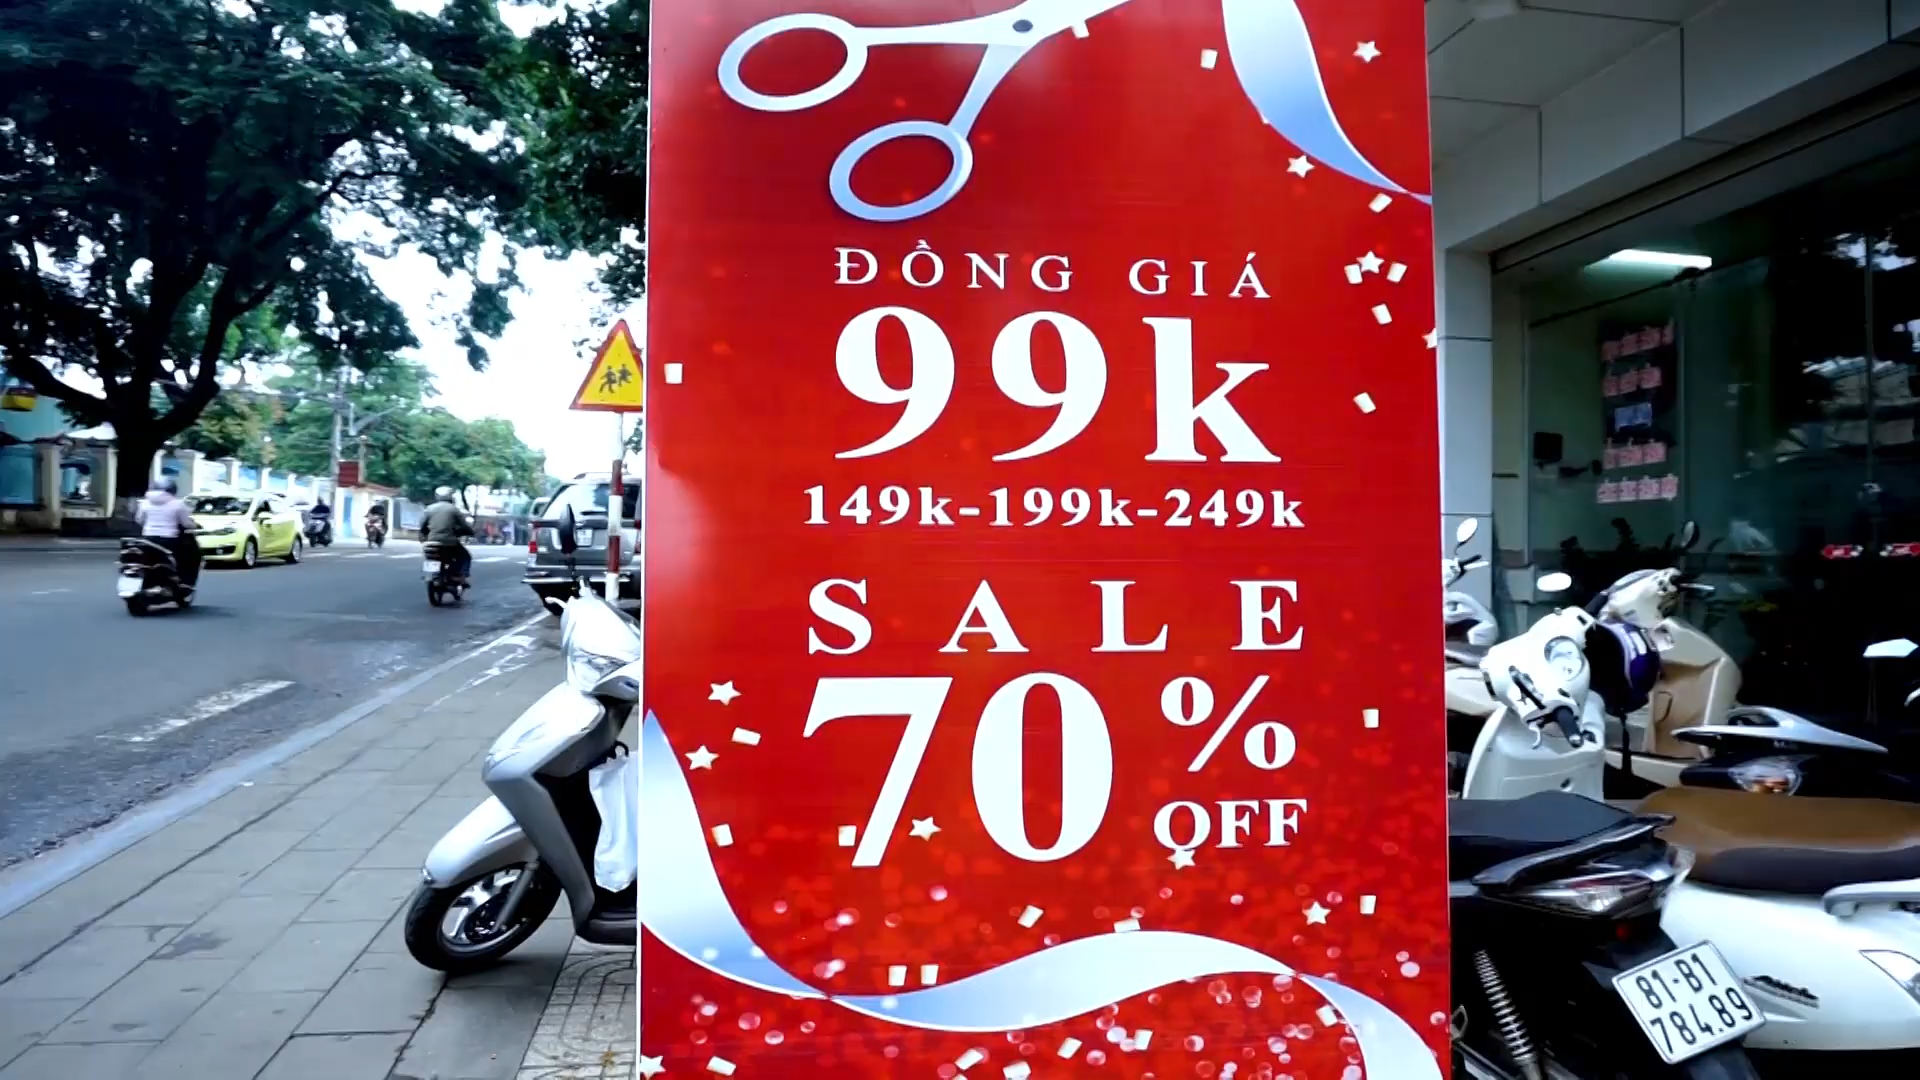 ĐỒNG GIÁ
99k
149k-199k-249k
SALE
70%
OFF
81-B1
784.89